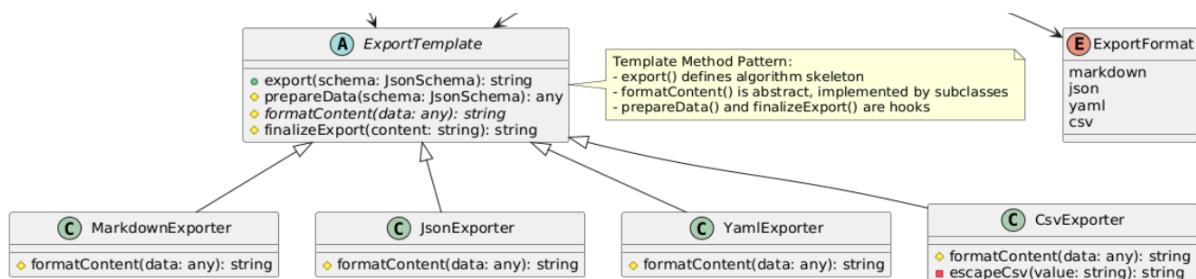 A ExportTemplate
export(schema: JsonSchema): string
prepareData(schema: JsonSchema): any
formatContent(data: any): string
finalizeExport(content: string): string
Template Method Pattern:
- export() defines algorithm skeleton
- formatContent() is abstract, implemented by subclasses
- prepareData() and finalizeExport() are hooks
E ExportFormat
markdown
json
yaml
csv
C MarkdownExporter
formatContent(data: any): string
C JsonExporter
formatContent(data: any): string
C YamlExporter
formatContent(data: any): string
C CsvExporter
formatContent(data: any): string
escapeCsv(value: string): string